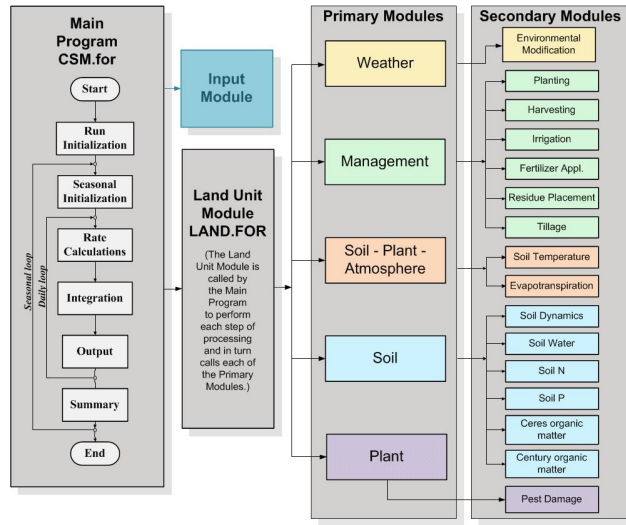 Main
Program
CSM.for
Start
Run
Initialization
Seasonal
Initialization
Rate
Calculations
Integration
Output
Summary
End
Seasonal loop
Daily loop
Input
Module
Land Unit
Module
LAND.FOR
(The Land
Unit Module is
called by
the Main
Program
to perform
each step of
processing
and in turn
calls each of
the Primary
Modules.)
Primary Modules
Weather
Management
Soil - Plant -
Atmosphere
Soil
Plant
Secondary Modules
Environmental
Modification
Planting
Harvesting
Irrigation
Fertilizer Appl.
Residue Placement
Tillage
Soil Temperature
Evapotranspiration
Soil Dynamics
Soil Water
Soil N
Soil P
Ceres organic
matter
Century organic
matter
Pest Damage